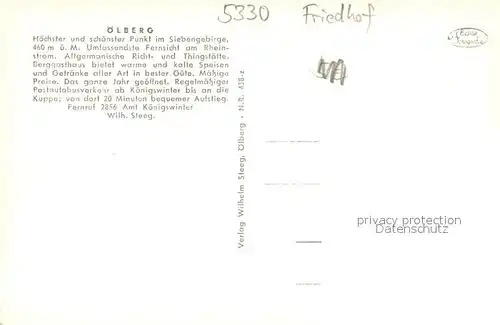 5330 Friedhof
ÖLBERG
Höchster und schönster Punkt im Siebengebirge,
460 m ü. M. Umfassendste Fernsicht am Rhein-
strom. Altgermanische Richt- und Thingstätte.
Berggasthaus bietet warme und kalte Speisen
und Getränke aller Art in bester Güte. Mäßige
Preise. Das ganze Jahr geöffnet. Regelmäßiger
Postautobusverkehr ab Königswinter bis an die
Kuppe; von dort 20 Minuten bequemer Aufstieg.
Fernruf 2856 Amt Königswinter
Wilh. Steeg.
Verlag Wilhelm Steeg, Ölberg · N.R. 438-z
privacy protection
Ansichtskarten-Center